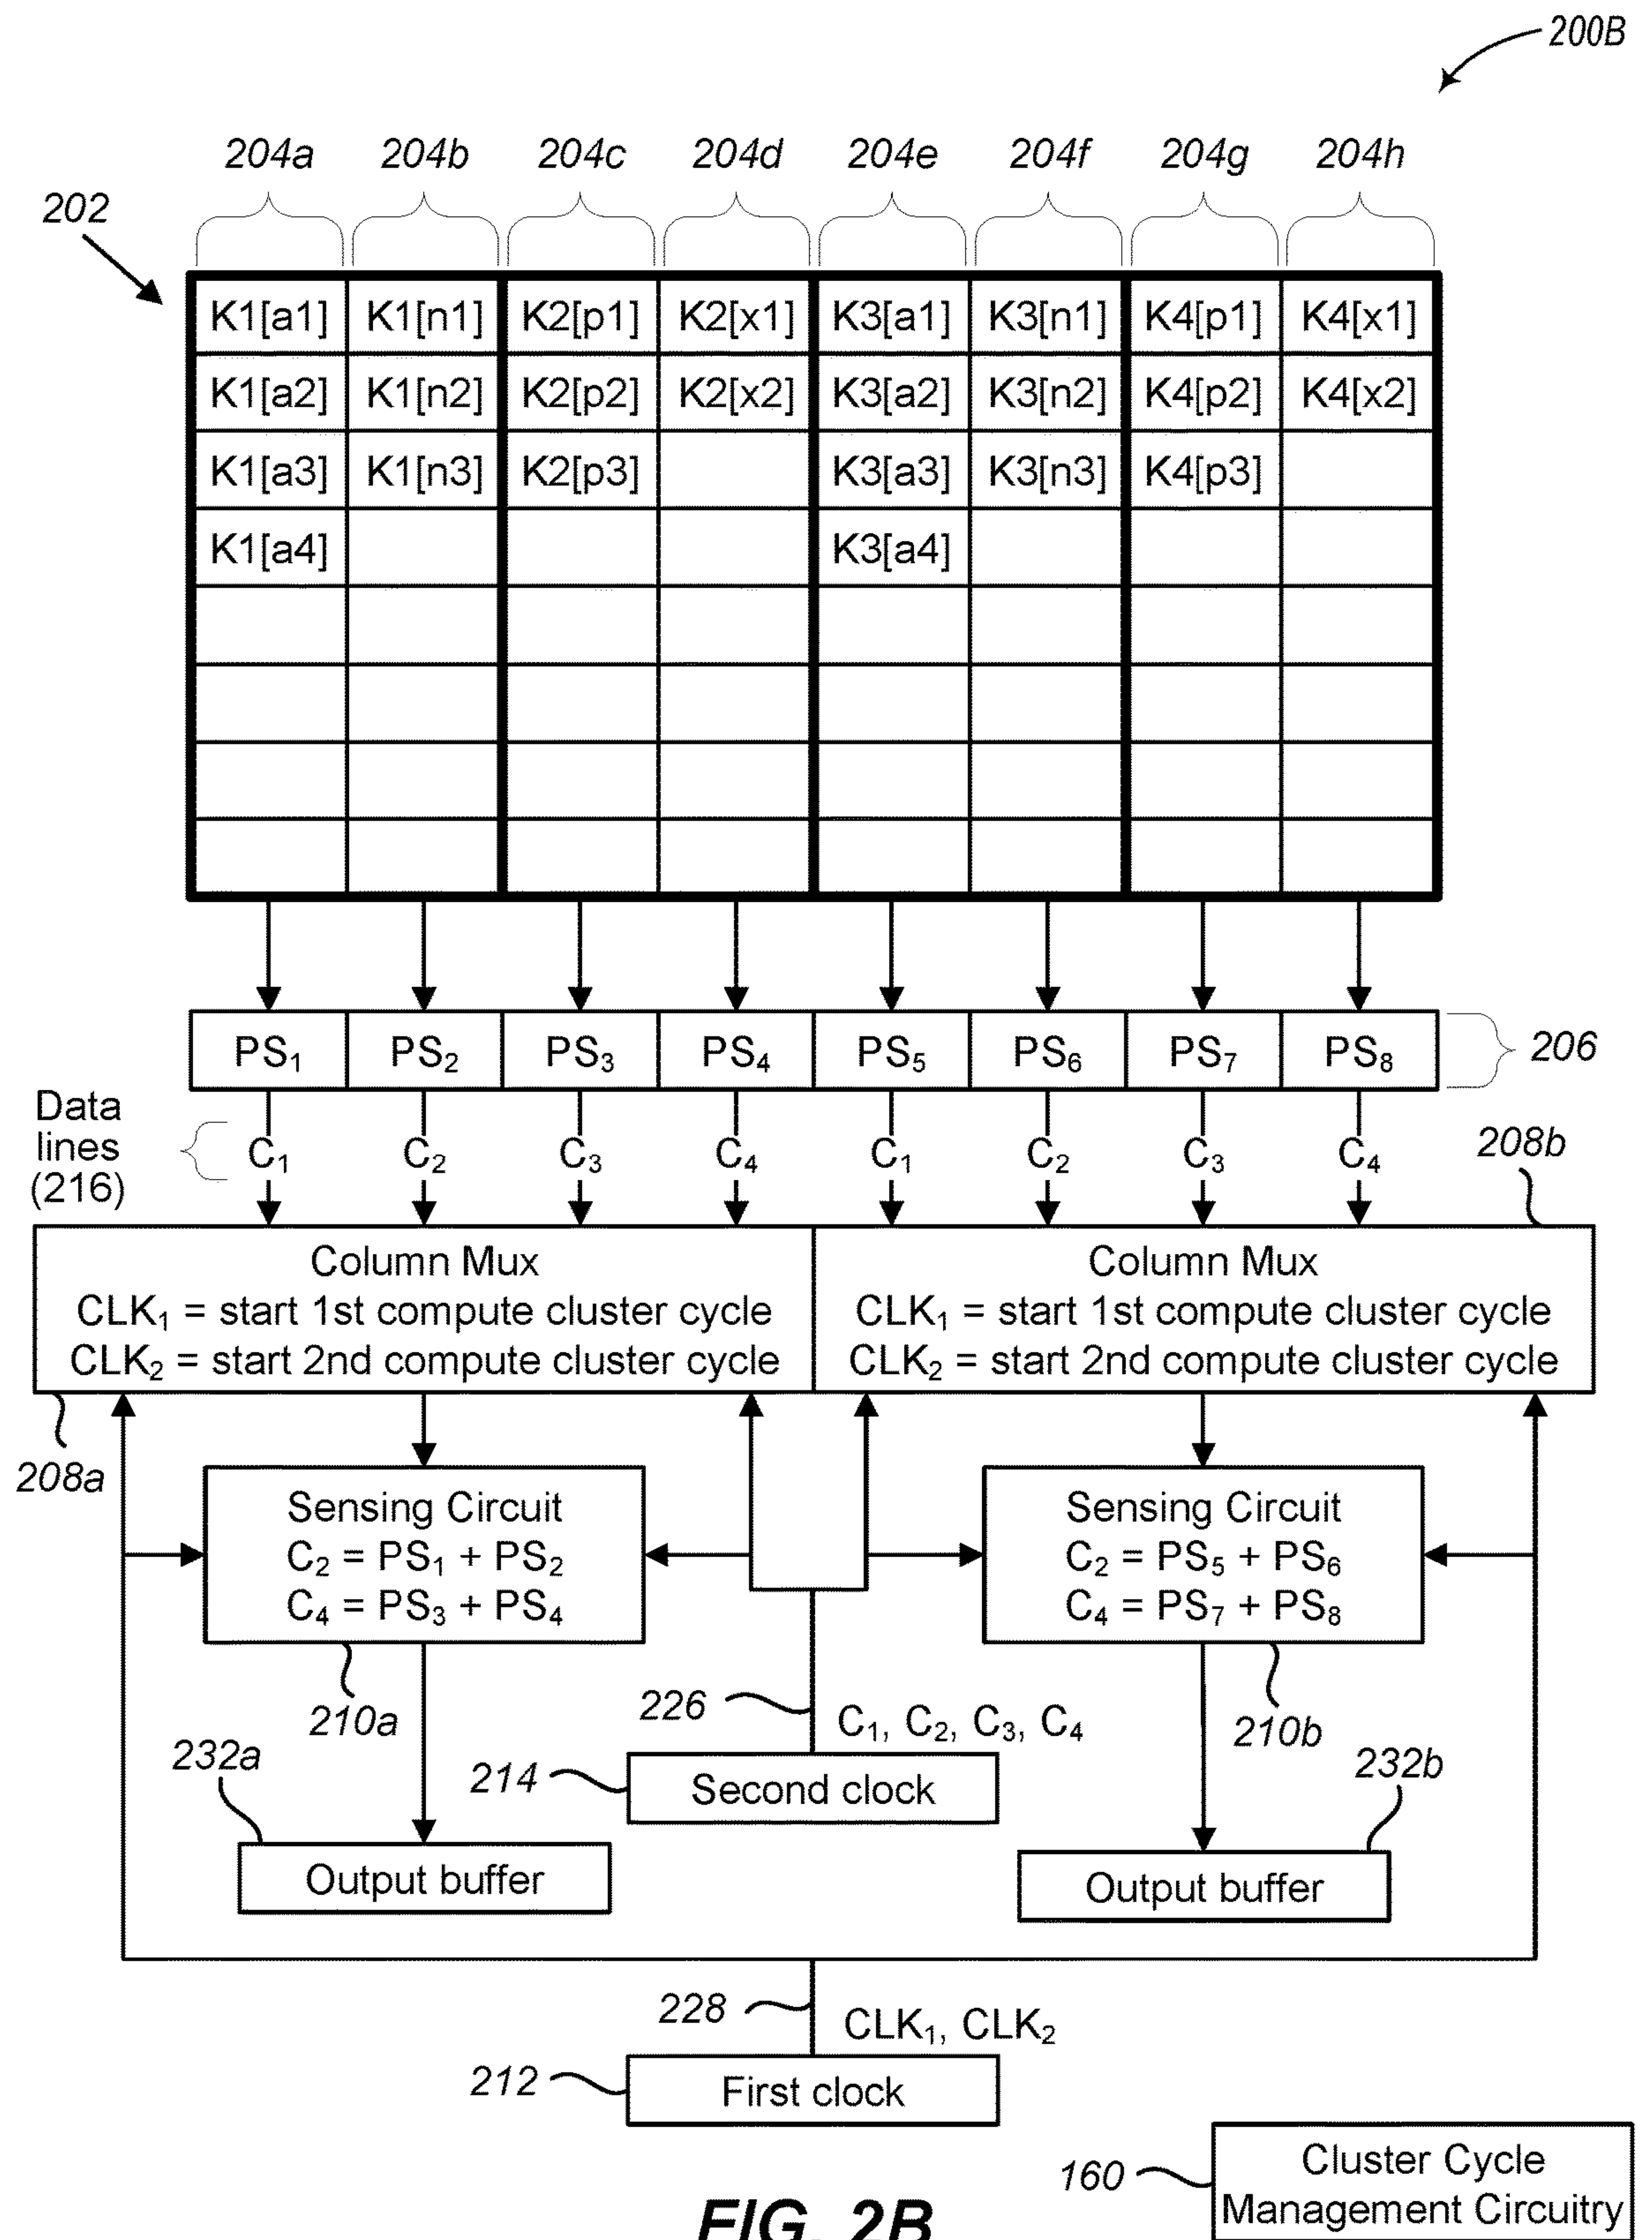 200B
204a 204b 204c 204d 204e 204f 204g 204h
202
K1[a1] K1[n1] K2[p1] K2[x1] K3[a1] K3[n1] K4[p1] K4[x1]
K1[a2] K1[n2] K2[p2] K2[x2] K3[a2] K3[n2] K4[p2] K4[x2]
K1[a3] K1[n3] K2[p3] K3[a3] K3[n3] K4[p3]
K1[a4] K3[a4]
PS₁ PS₂ PS₃ PS₄ PS₅ PS₆ PS₇ PS₈
206
Data
lines
(216)
C₁ C₂ C₃ C₄ C₁ C₂ C₃ C₄
208b
Column Mux
CLK₁ = start 1st compute cluster cycle
CLK₂ = start 2nd compute cluster cycle
Column Mux
CLK₁ = start 1st compute cluster cycle
CLK₂ = start 2nd compute cluster cycle
208a
Sensing Circuit
C₂ = PS₁ + PS₂
C₄ = PS₃ + PS₄
Sensing Circuit
C₂ = PS₅ + PS₆
C₄ = PS₇ + PS₈
210a
226
C₁, C₂, C₃, C₄
210b
232a
214
Second clock
232b
Output buffer
Output buffer
228
CLK₁, CLK₂
212
First clock
160
Cluster Cycle
Management Circuitry
FIG. 2B